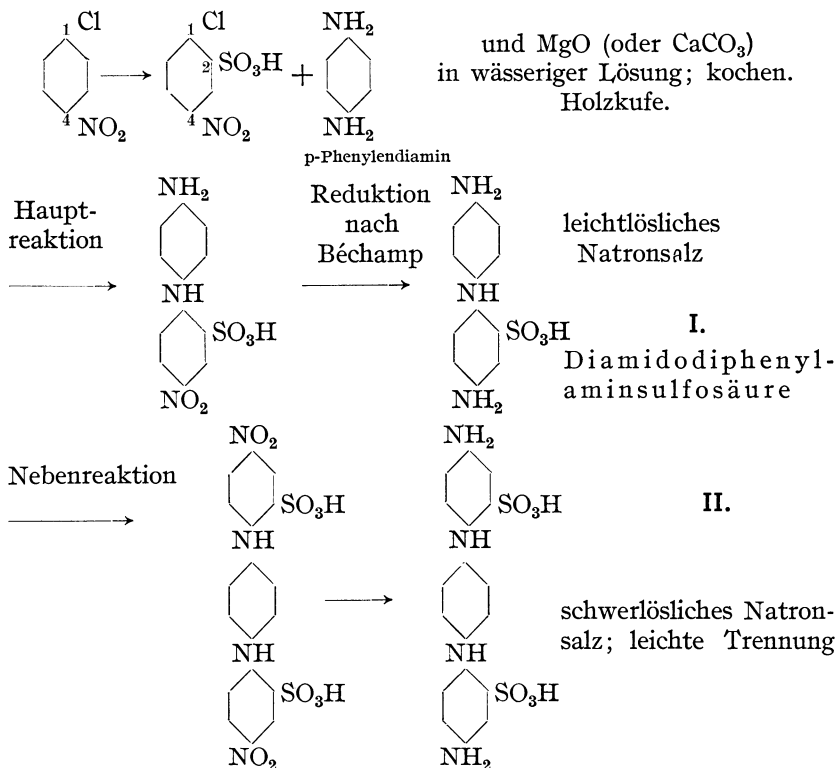 1 Cl
1 Cl
2 SO₃H
4 NO₂
4 NO₂
+
NH₂
NH₂
p-Phenylendiamin
und MgO (oder CaCO₃)
in wässeriger Lösung; kochen.
Holzkufe.
Haupt-
reaktion
NH₂
NH
SO₃H
NO₂
Reduktion
nach
Béchamp
NH₂
NH
SO₃H
NH₂
leichtlösliches
Natronsalz
I.
Diamidodiphenyl-
aminsulfosäure
Nebenreaktion
NO₂
SO₃H
NH
NH
SO₃H
NO₂
NH₂
SO₃H
NH
NH
SO₃H
NH₂
II.
schwerlösliches Natron-
salz; leichte Trennung